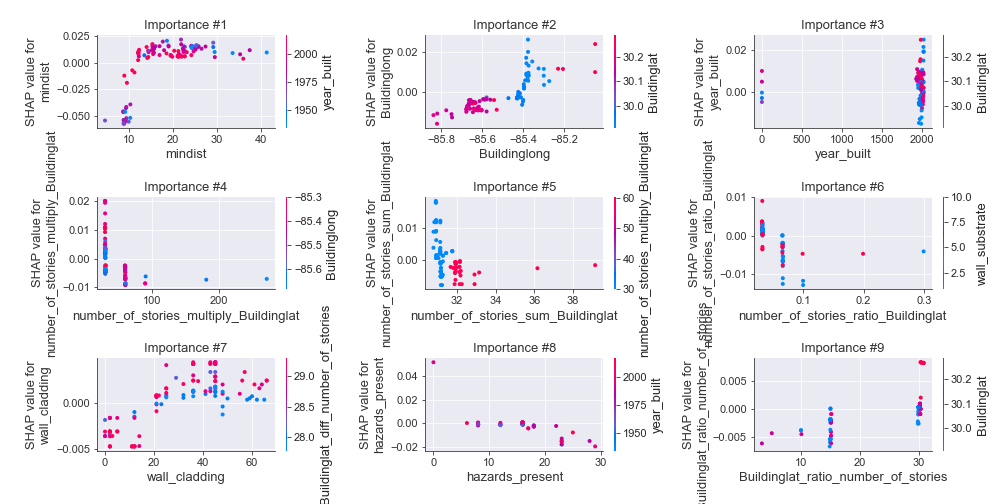 Importance #1
0.025
0.000
−0.025
−0.050
10
20
30
40
mindist
SHAP value for
mindist
2000
1975
1950
year_built
Importance #2
0.02
0.00
−85.8
−85.6
−85.4
−85.2
Buildinglong
SHAP value for
Buildinglong
30.2
30.1
30.0
Buildinglat
Importance #3
0.02
0.00
0
500
1000
1500
2000
year_built
SHAP value for
year_built
30.2
30.1
30.0
Buildinglat
Importance #4
0.02
0.01
0.00
−0.01
100
200
number_of_stories_multiply_Buildinglat
SHAP value for
number_of_stories_multiply_Buildinglat
−85.3
−85.4
−85.5
−85.6
Buildinglong
Importance #5
0.01
0.00
32
34
36
38
number_of_stories_sum_Buildinglat
SHAP value for
number_of_stories_sum_Buildinglat
60
50
40
30
number_of_stories_multiply_Buildinglat
Importance #6
0.01
0.00
−0.01
0.1
0.2
0.3
number_of_stories_ratio_Buildinglat
SHAP value for
number_of_stories_ratio_Buildinglat
10.0
7.5
5.0
2.5
wall_substrate
Importance #7
0.000
−0.005
0
20
40
60
wall_cladding
SHAP value for
wall_cladding
29.0
28.5
28.0
Buildinglat_diff_number_of_stories
Importance #8
0.04
0.02
0.00
−0.02
0
10
20
30
hazards_present
SHAP value for
hazards_present
2000
1975
1950
year_built
Importance #9
0.005
0.000
−0.005
10
20
30
Buildinglat_ratio_number_of_stories
SHAP value for
Buildinglat_ratio_number_of_stories
30.2
30.1
30.0
Buildinglat